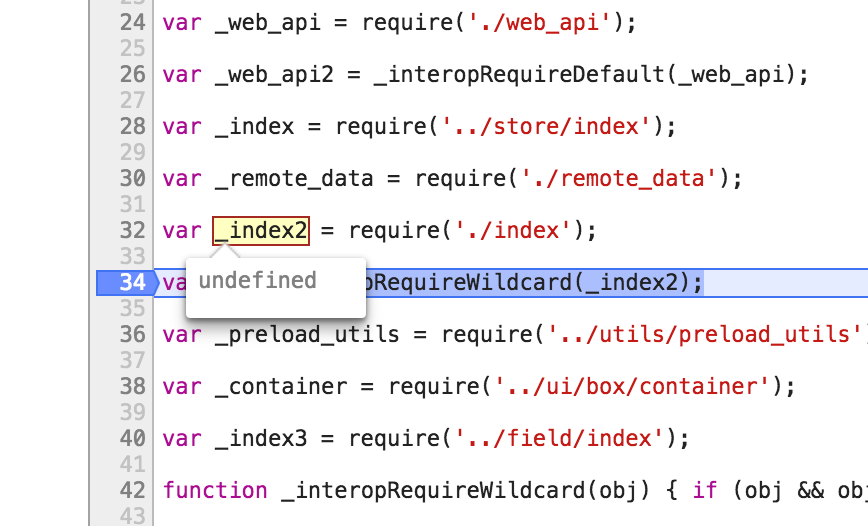 23
24 var _web_api = require('./web_api');
25
26 var _web_api2 = _interopRequireDefault(_web_api);
27
28 var _index = require('../store/index');
29
30 var _remote_data = require('./remote_data');
31
32 var _index2 = require('./index');
33
undefined
34 va pRequireWildcard(_index2);
35
36 var _preload_utils = require('../utils/preload_utils'
37
38 var _container = require('../ui/box/container');
39
40 var _index3 = require('../field/index');
41
42 function _interopRequireWildcard(obj) { if (obj && obj
43